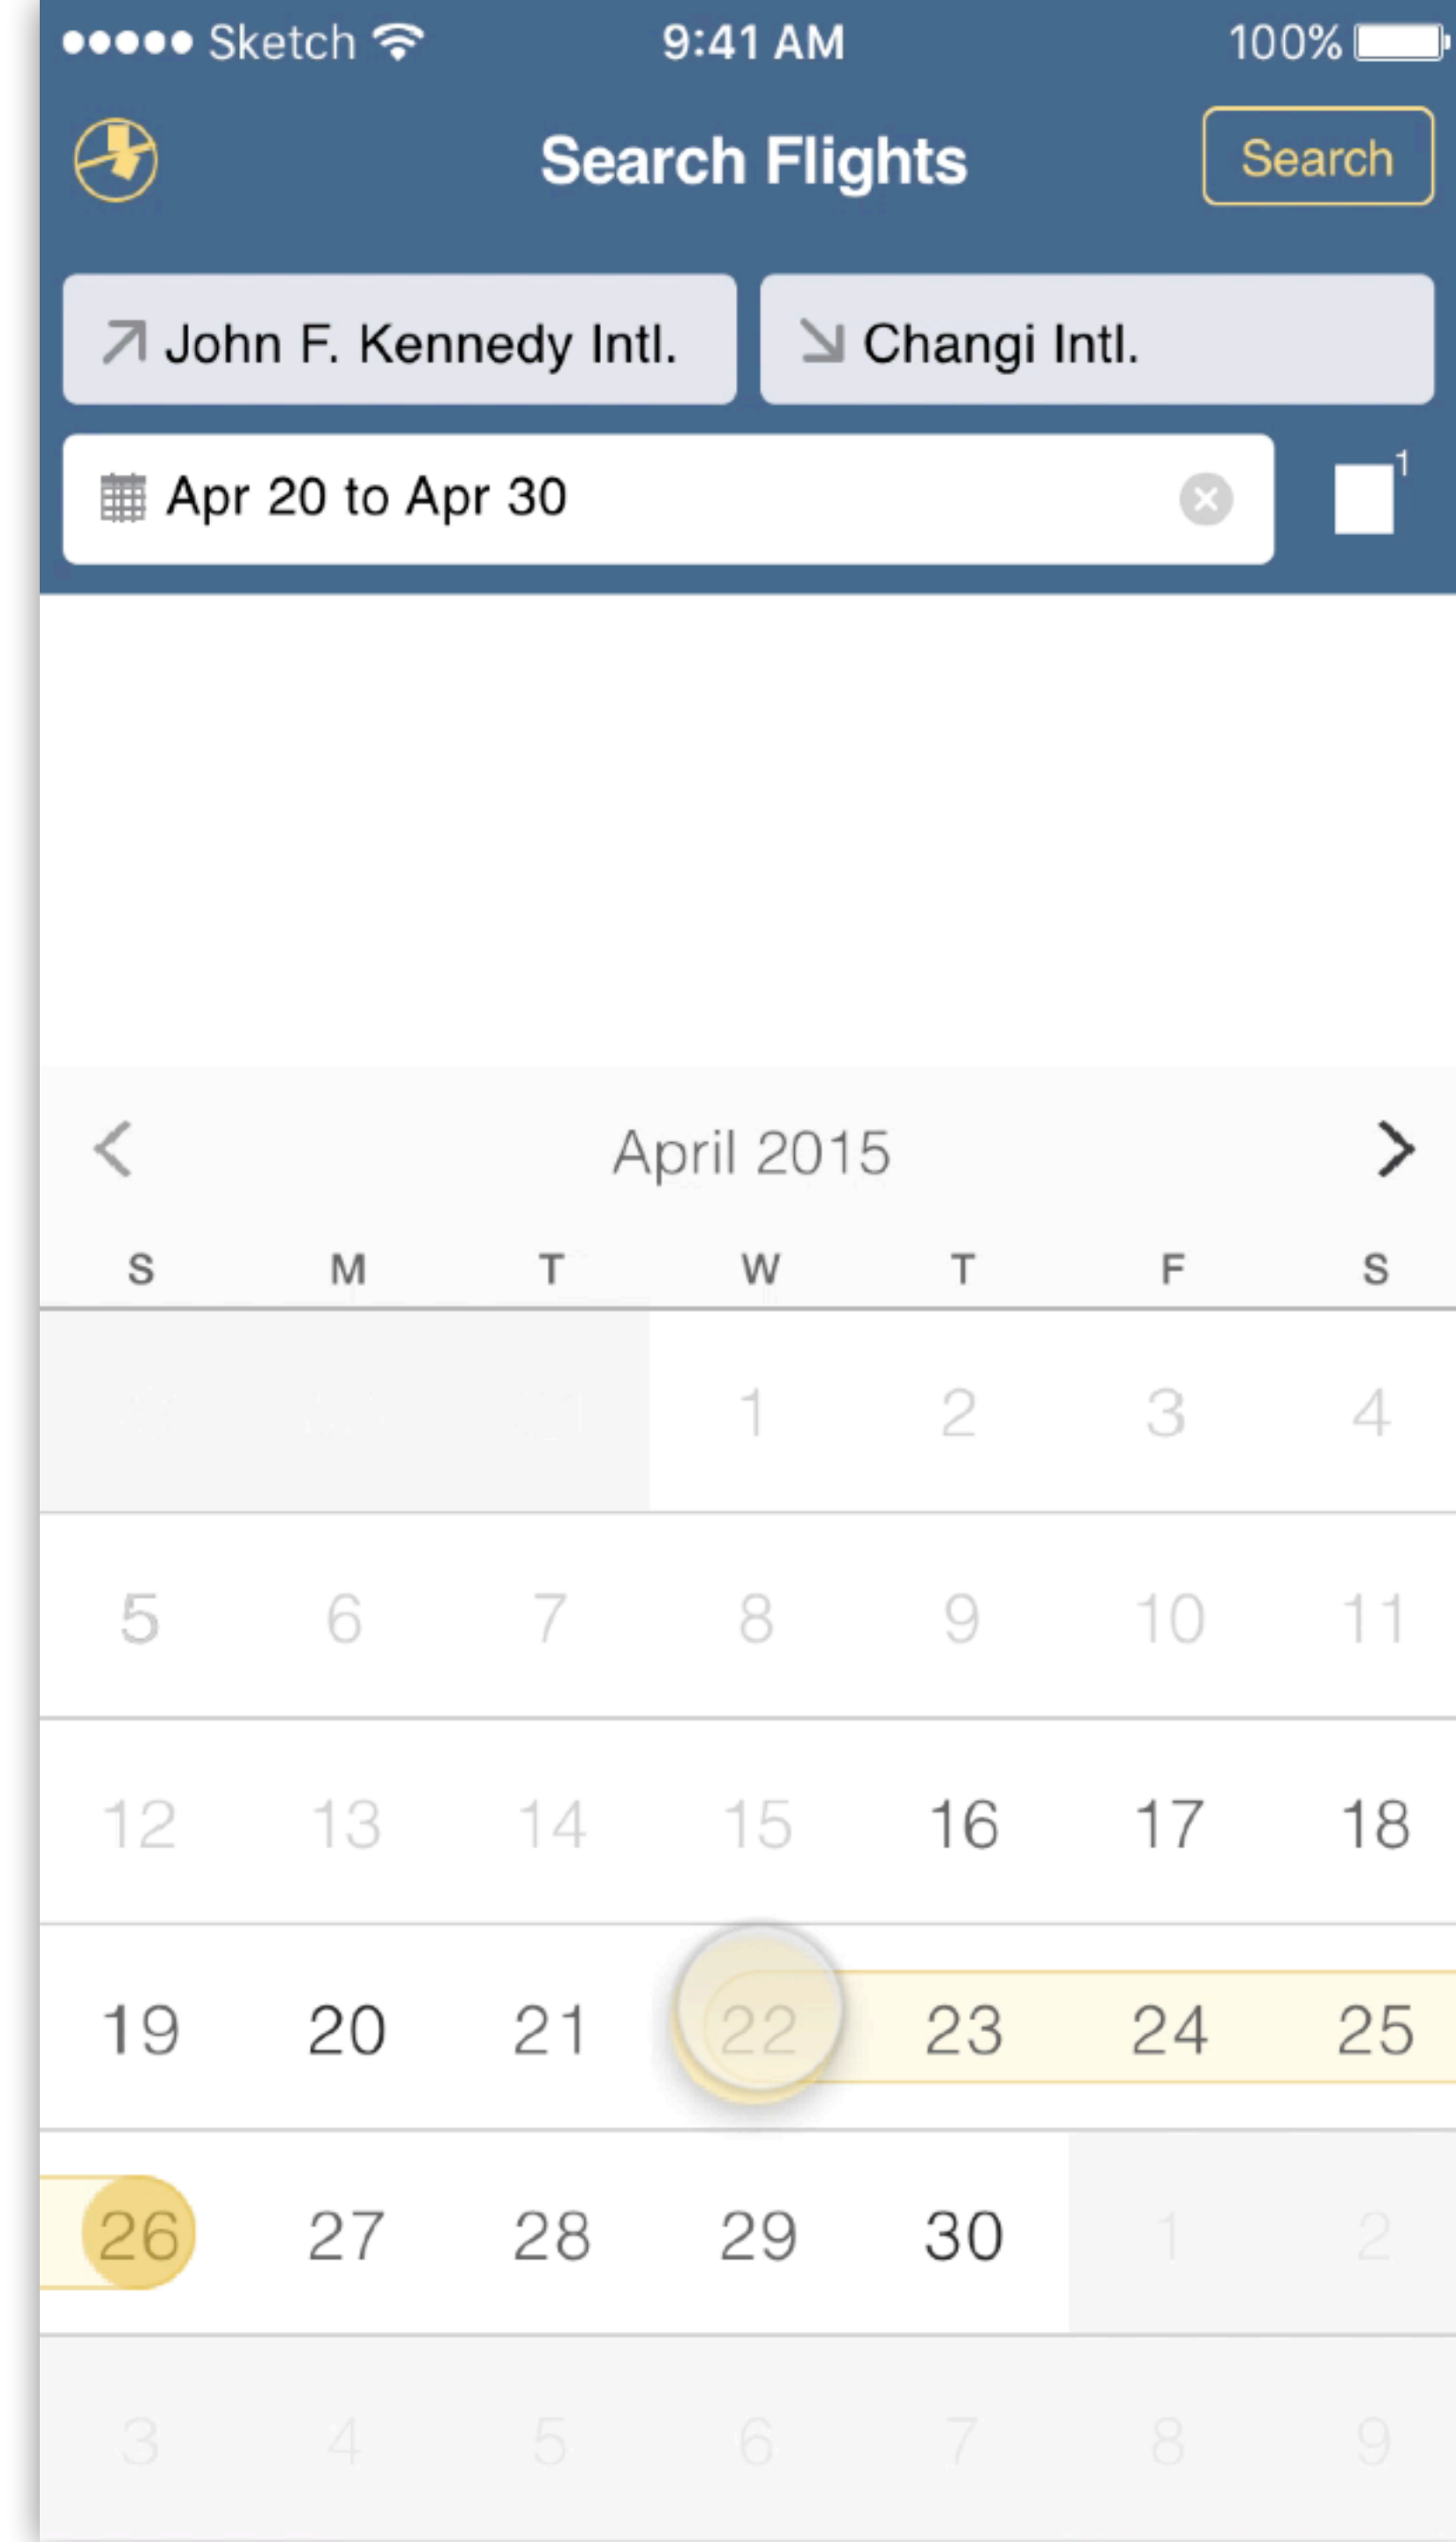 Sketch 9:41 AM 100%
Search Flights Search
John F. Kennedy Intl. Changi Intl.
Apr 20 to Apr 30 1
April 2015
S M T W T F S
1 2 3 4
5 6 7 8 9 10 11
12 13 14 15 16 17 18
19 20 21 22 23 24 25
26 27 28 29 30 1 2
3 4 5 6 7 8 9